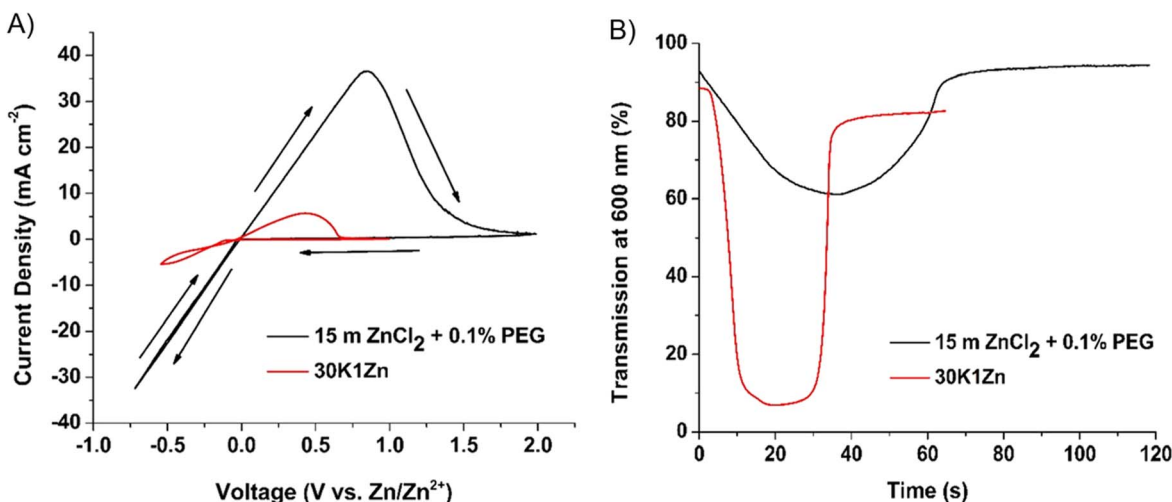 A)
40
30
20
10
0
-10
-20
-30
-40
-1.0 -0.5 0.0 0.5 1.0 1.5 2.0
Current Density (mA cm-2)
Voltage (V vs. Zn/Zn2+)
15 m ZnCl2 + 0.1% PEG
30K1Zn
B)
100
80
60
40
20
0
0 20 40 60 80 100 120
Transmission at 600 nm (%)
Time (s)
15 m ZnCl2 + 0.1% PEG
30K1Zn